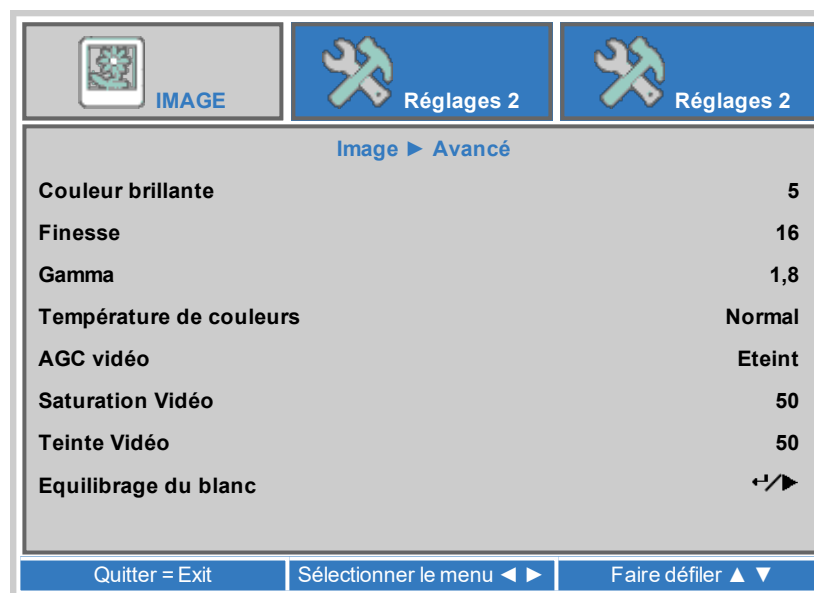 IMAGE
Réglages 2
Réglages 2
Image ► Avancé
Couleur brillante 5
Finesse 16
Gamma 1,8
Température de couleurs Normal
AGC vidéo Eteint
Saturation Vidéo 50
Teinte Vidéo 50
Equilibrage du blanc ↵/►
Quitter = Exit
Sélectionner le menu ◄ ►
Faire défiler ▲ ▼